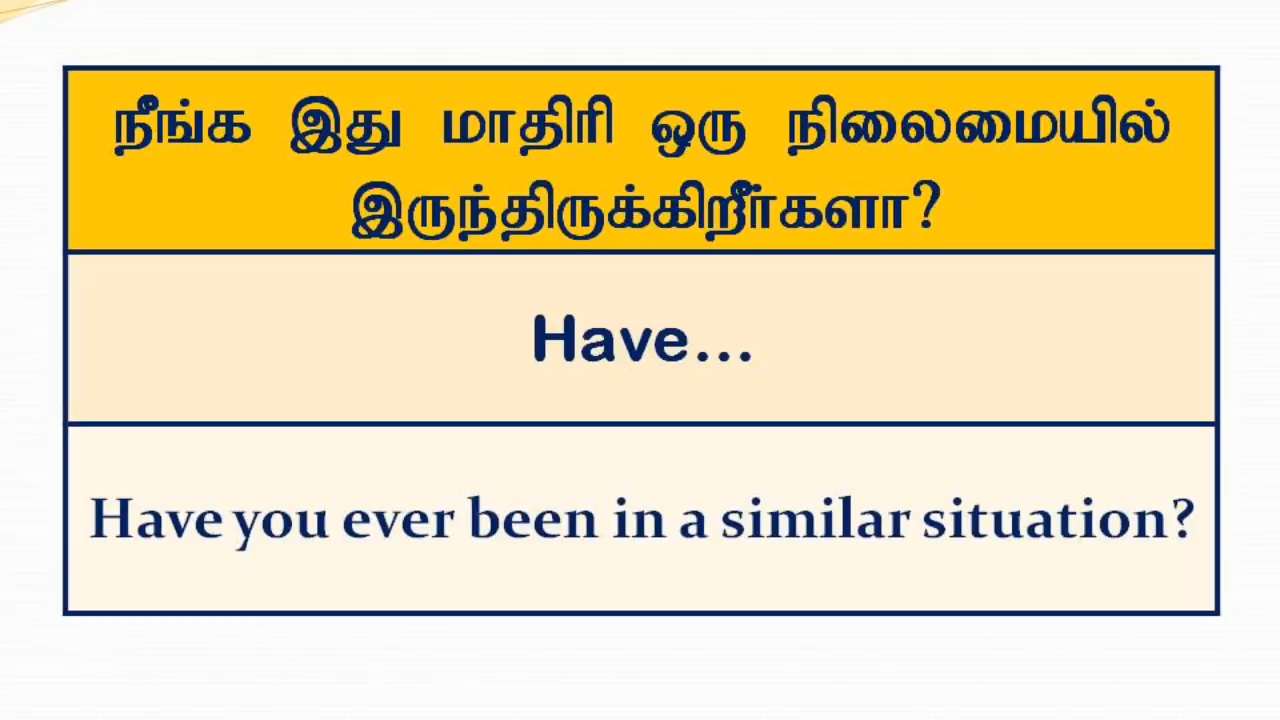 நீங்க இது மாதிரி ஒரு நிலைமையில்
இருந்திருக்கிறீர்களா?
Have...
Have you ever been in a similar situation?